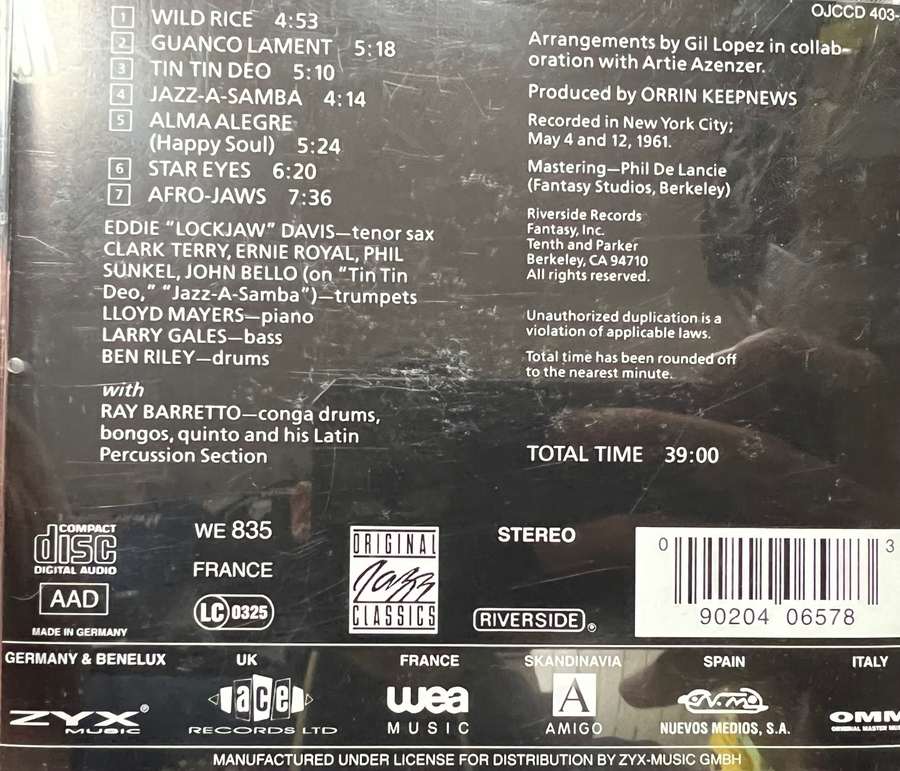 OJCCD 403-
1 WILD RICE 4:53
2 GUANCO LAMENT 5:18
3 TIN TIN DEO 5:10
4 JAZZ-A-SAMBA 4:14
5 ALMA ALEGRE
(Happy Soul) 5:24
6 STAR EYES 6:20
7 AFRO-JAWS 7:36
EDDIE "LOCKJAW" DAVIS—tenor sax
CLARK TERRY, ERNIE ROYAL, PHIL
SUNKEL, JOHN BELLO (on "Tin Tin
Deo," "Jazz-A-Samba")—trumpets
LLOYD MAYERS—piano
LARRY GALES—bass
BEN RILEY—drums
with
RAY BARRETTO—conga drums,
bongos, quinto and his Latin
Percussion Section
Arrangements by Gil Lopez in collab-
oration with Artie Azenzer.
Produced by ORRIN KEEPNEWS
Recorded in New York City;
May 4 and 12, 1961.
Mastering—Phil De Lancie
(Fantasy Studios, Berkeley)
Riverside Records
Fantasy, Inc.
Tenth and Parker
Berkeley, CA 94710
All rights reserved.
Unauthorized duplication is a
violation of applicable laws.
Total time has been rounded off
to the nearest minute.
TOTAL TIME 39:00
COMPACT
disc
DIGITAL AUDIO
AAD
MADE IN GERMANY
WE 835
FRANCE
LC 0325
ORIGINAL
Jazz
CLASSICS
STEREO
RIVERSIDE
0 90204 06578 3
GERMANY & BENELUX
ZYX®
MUSIC
UK
ace
RECORDS LTD
FRANCE
wea
MUSIC
SKANDINAVIA
A
AMIGO
SPAIN
NUEVOS MEDIOS, S.A.
ITALY
OMM
ORIGINAL MASTER
MANUFACTURED UNDER LICENSE FOR DISTRIBUTION BY ZYX-MUSIC GMBH